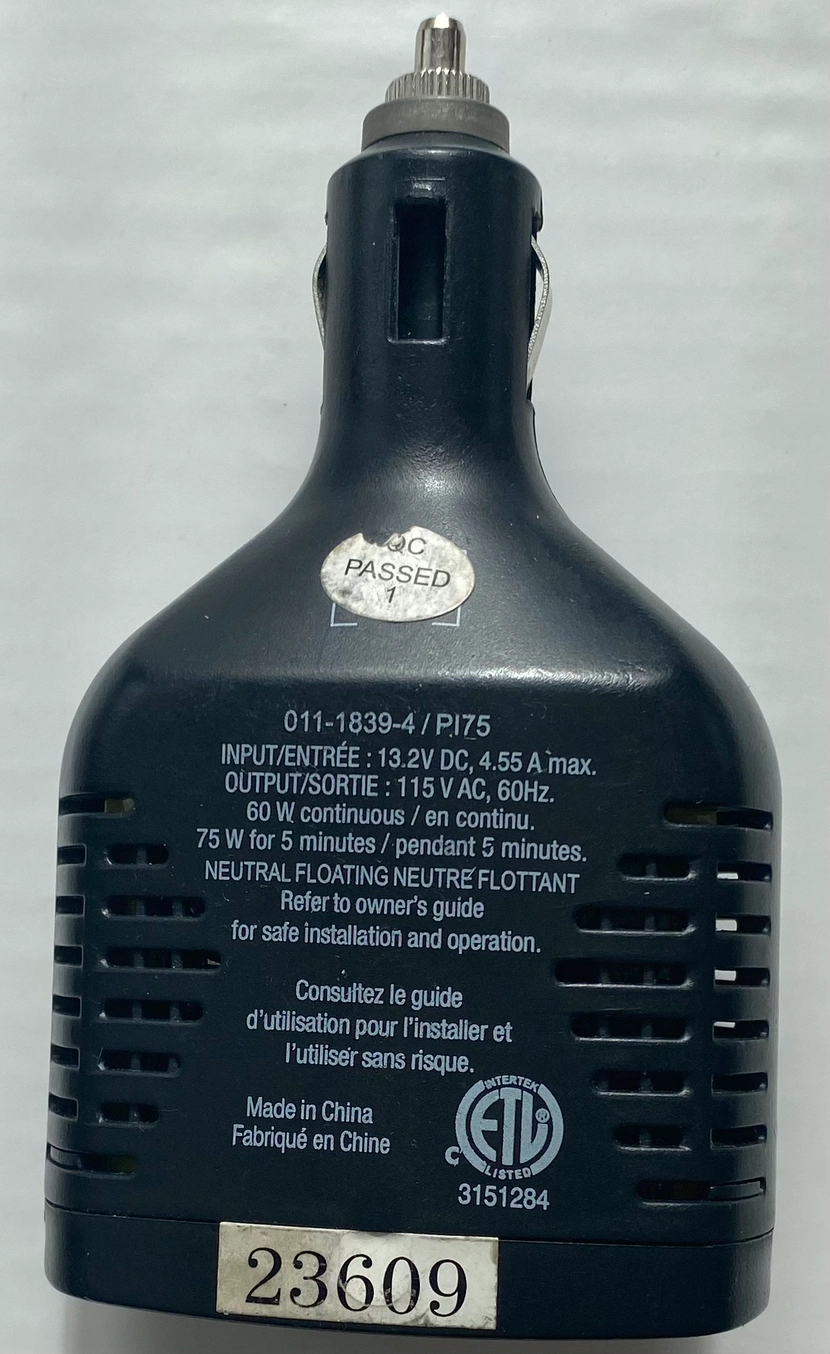 QC
PASSED
1
011-1839-4 / P.I75
INPUT/ENTRÉE : 13.2V DC, 4.55 A max.
OUTPUT/SORTIE : 115 V AC, 60Hz.
60 W continuous / en continu.
75 W for 5 minutes / pendant 5 minutes.
NEUTRAL FLOATING NEUTRE FLOTTANT
Refer to owner's guide
for safe installation and operation.
Consultez le guide
d'utilisation pour l'installer et
l'utiliser sans risque.
Made in China
Fabriqué en Chine
INTERTEK
ETL ®
C
LISTED
3151284
23609